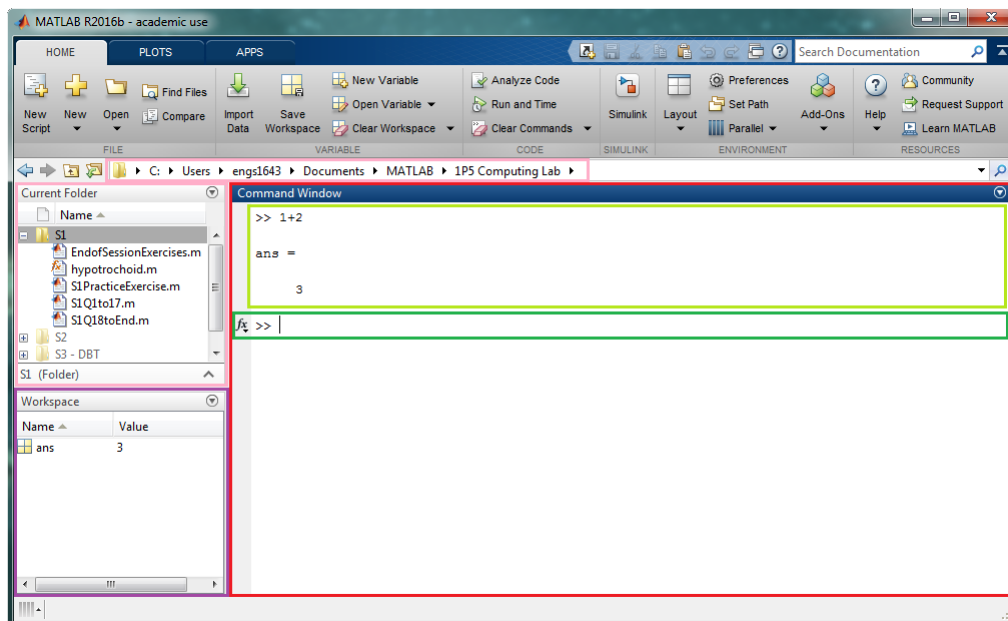 MATLAB R2016b - academic use
HOME PLOTS APPS Search Documentation
New Script
New
Open
Find Files
Compare
FILE
Import Data
Save Workspace
New Variable
Open Variable
Clear Workspace
VARIABLE
Analyze Code
Run and Time
Clear Commands
CODE
Simulink
SIMULINK
Layout
Preferences
Set Path
Parallel
Add-Ons
ENVIRONMENT
Help
Community
Request Support
Learn MATLAB
RESOURCES
C: Users engs1643 Documents MATLAB 1P5 Computing Lab
Current Folder
Name
S1
EndofSessionExercises.m
hypotrochoid.m
S1PracticeExercise.m
S1Q1to17.m
S1Q18toEnd.m
S2
S3 - DBT
S1 (Folder)
Workspace
Name Value
ans 3
Command Window
>> 1+2
ans =
3
fx >>